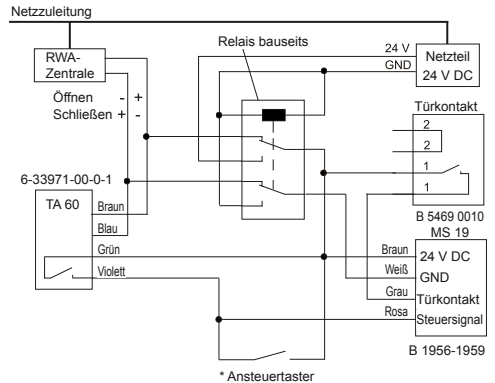 Netzzuleitung
Relais bauseits
24 V
GND
Netzteil
24 V DC
RWA-
Zentrale
Öffnen - +
Schließen + -
Türkontakt
2
2
1
1
B 5469 0010
6-33971-00-0-1
TA 60
Braun
Blau
Grün
Violett
MS 19
Braun
24 V DC
Weiß
GND
Grau
Türkontakt
Rosa
Steuersignal
B 1956-1959
* Ansteuertaster